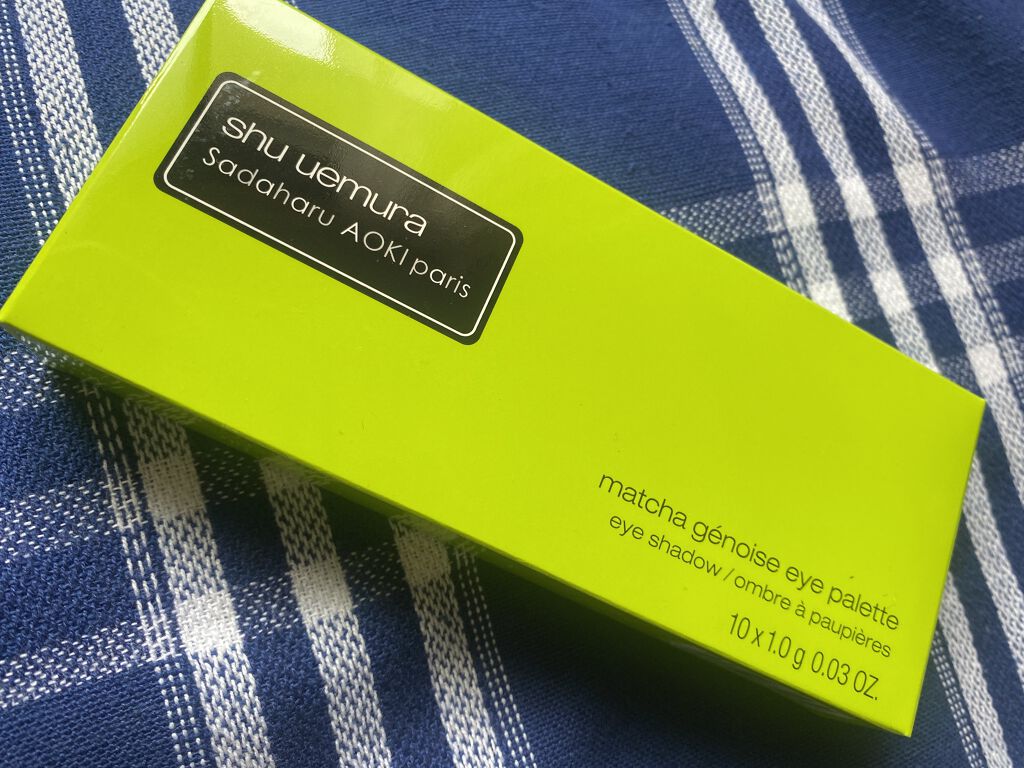 shu uemura
Sadaharu AOKI paris
matcha génoise eye palette
eye shadow / ombre à paupières
10 x 1.0 g 0.03 OZ.